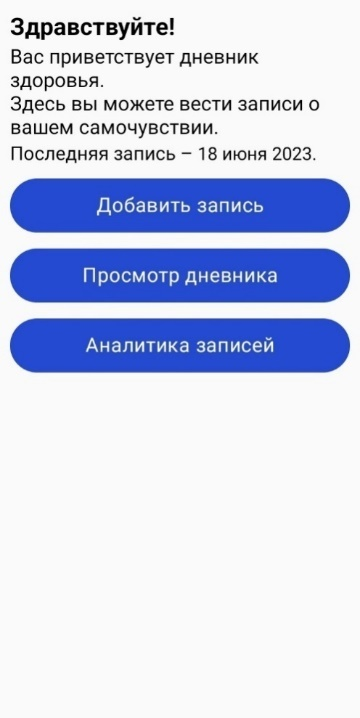 Здравствуйте!
Вас приветствует дневник
здоровья.
Здесь вы можете вести записи о
вашем самочувствии.
Последняя запись – 18 июня 2023.
Добавить запись
Просмотр дневника
Аналитика записей